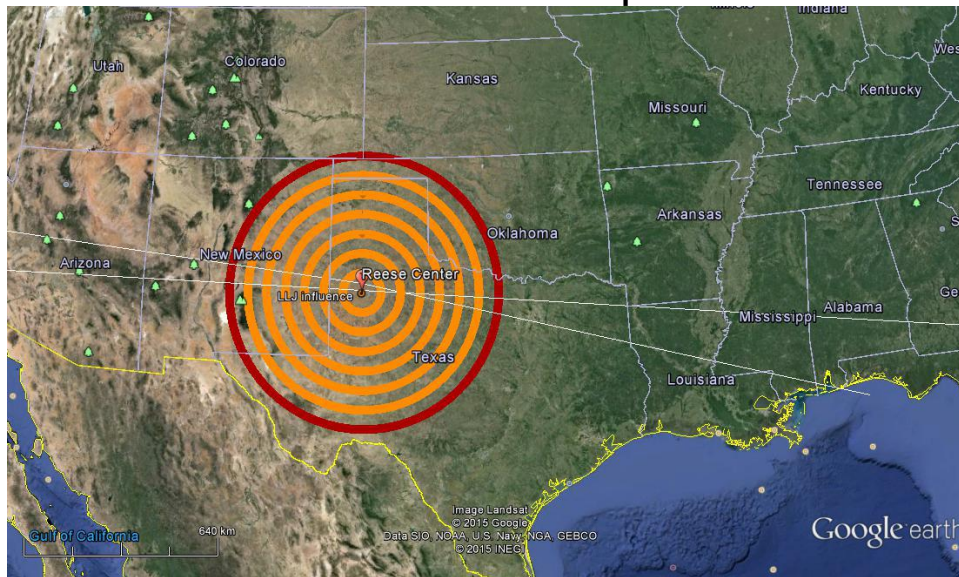 Utah
Colorado
Kansas
Missouri
Kentucky
Tennessee
Arkansas
Oklahoma
New Mexico
Arizona
Reese Center
LLJ influence
Mississippi
Alabama
Texas
Louisiana
Gulf of California
640 km
Image Landsat
© 2015 Google
Data SIO, NOAA, U.S. Navy, NGA, GEBCO
© 2015 INEGI
Google earth